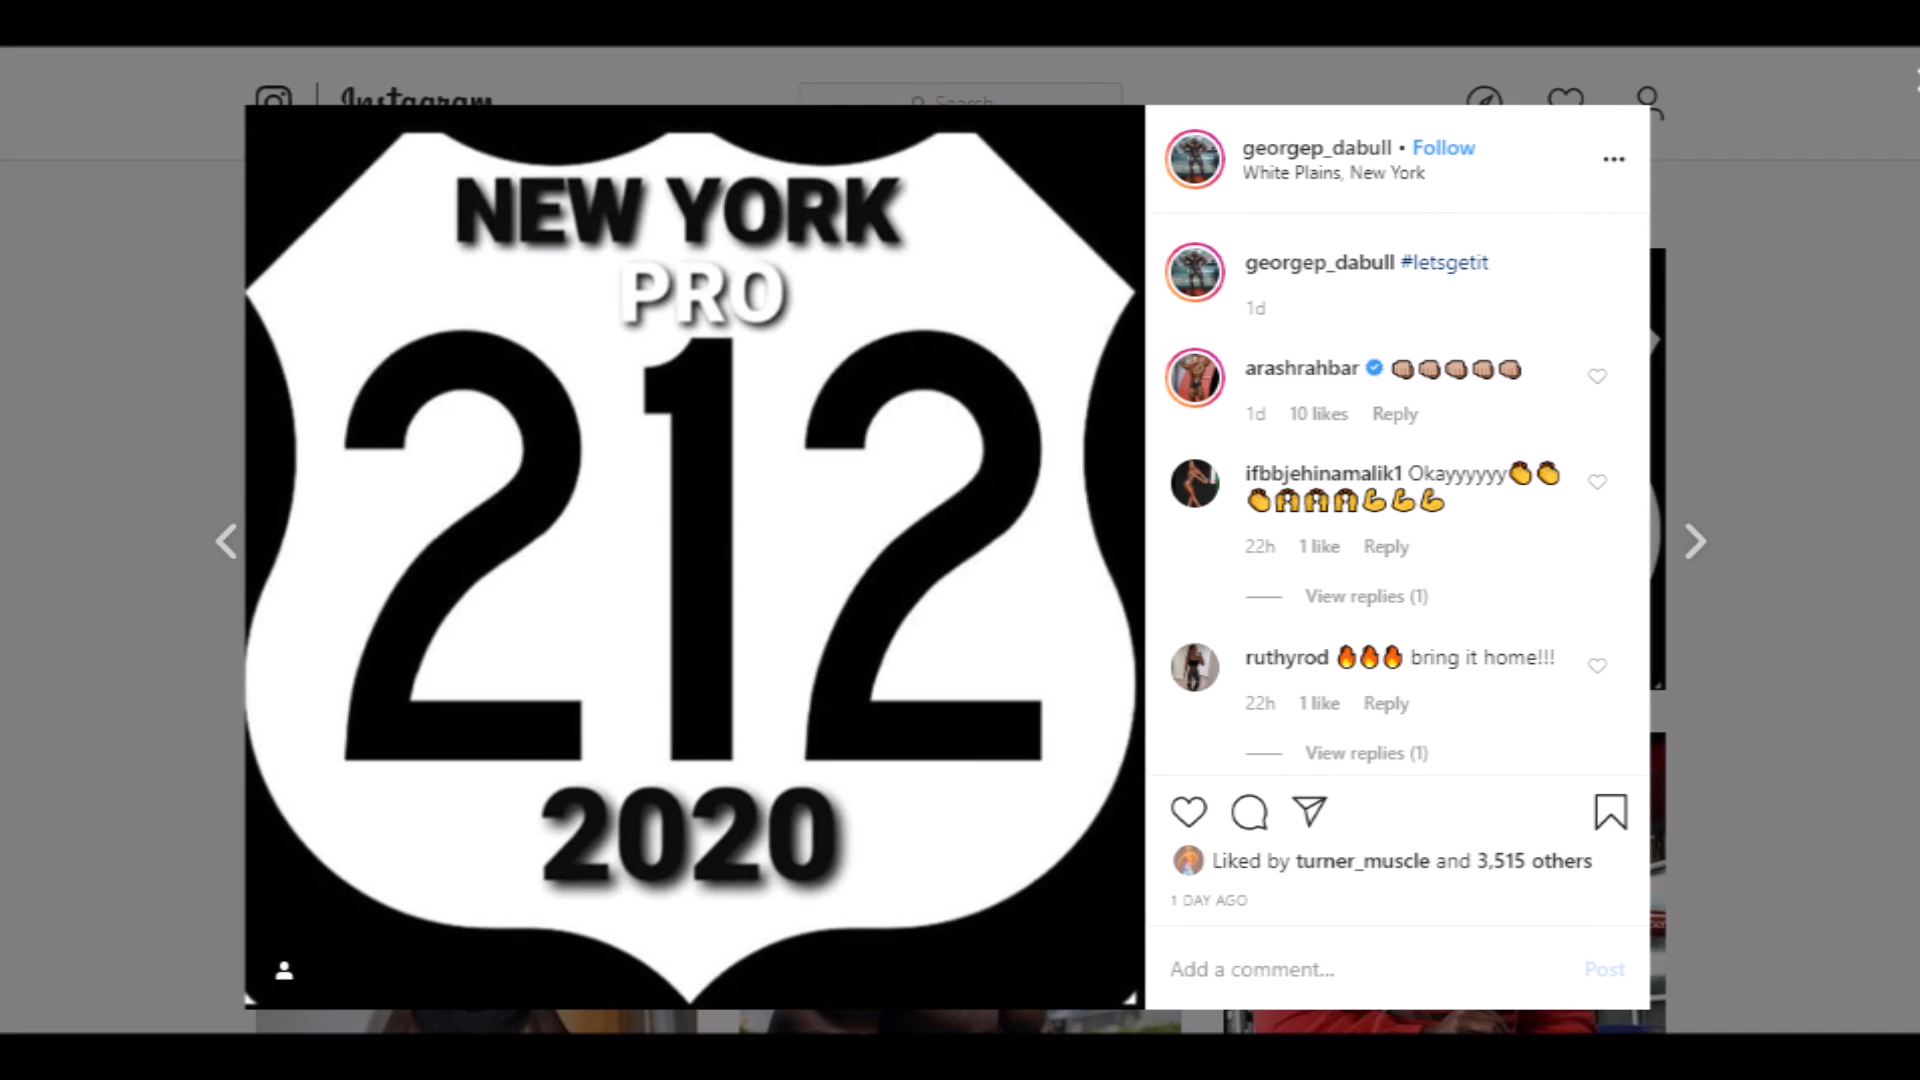 Instagram
Search
NEW YORK
PRO
212
2020
georgep_dabull • Follow
White Plains, New York
georgep_dabull #letsgetit
1d
arashrahbar 👊🏼👊🏼👊🏼👊🏼👊🏼
1d 10 likes Reply
ifbbjehinamalik1 Okayyyyyy👏👏
👏🙌🙌🙌💪💪💪
22h 1 like Reply
View replies (1)
ruthyrod 🔥🔥🔥 bring it home!!!
22h 1 like Reply
View replies (1)
Liked by turner_muscle and 3,515 others
1 DAY AGO
Add a comment... Post